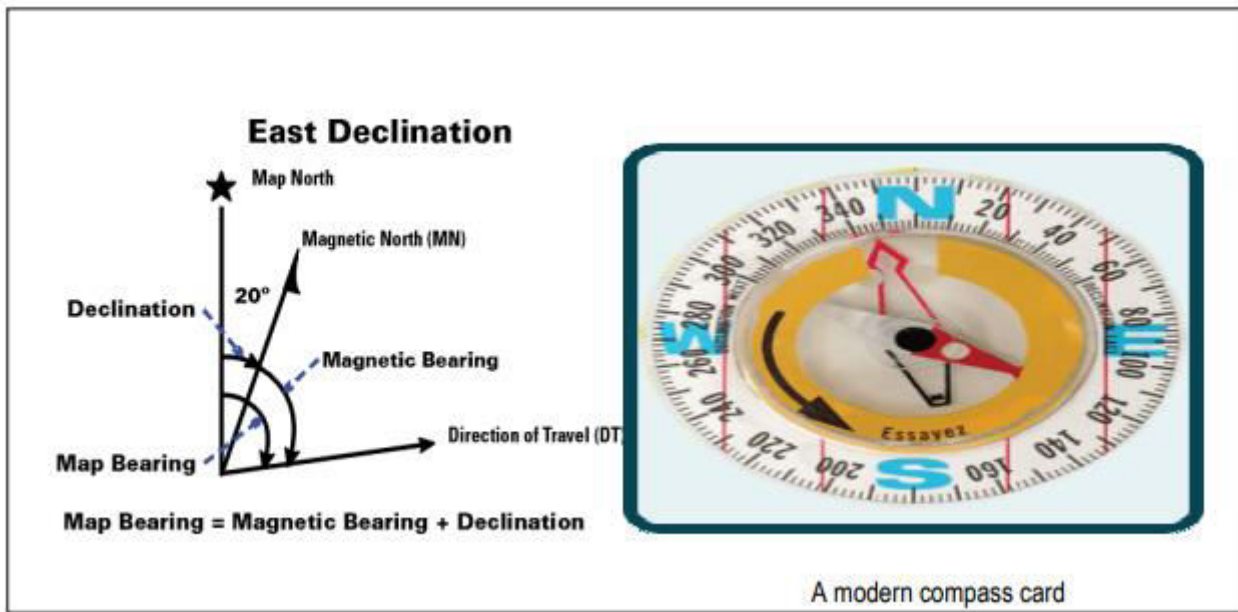 East Declination
Map North
Magnetic North (MN)
20º
Declination
Magnetic Bearing
Direction of Travel (DT)
Map Bearing
Map Bearing = Magnetic Bearing + Declination
N
20
40
60
80
E
100
120
140
160
S
200
220
240
260
W
280
300
320
340
DECLINATION WEST
Essayez
A modern compass card